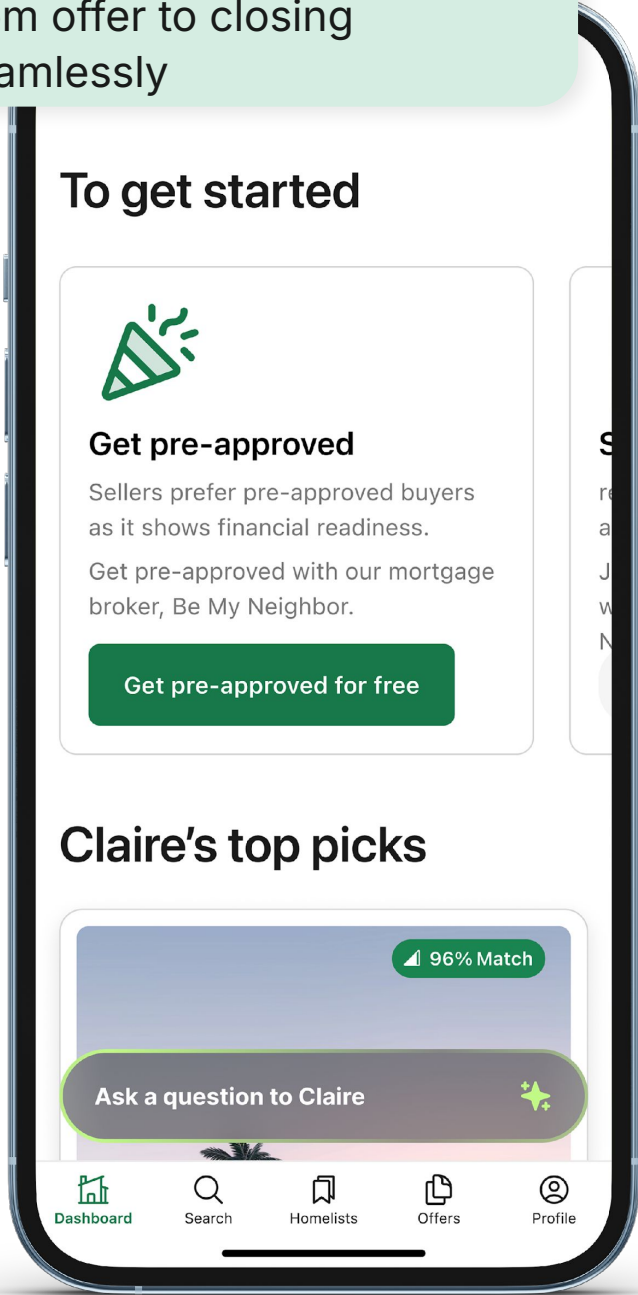 m offer to closing
amlessly
To get started
Get pre-approved
Sellers prefer pre-approved buyers
as it shows financial readiness.
Get pre-approved with our mortgage
broker, Be My Neighbor.
Get pre-approved for free
Claire's top picks
96% Match
Ask a question to Claire
Dashboard
Search
Homelists
Offers
Profile